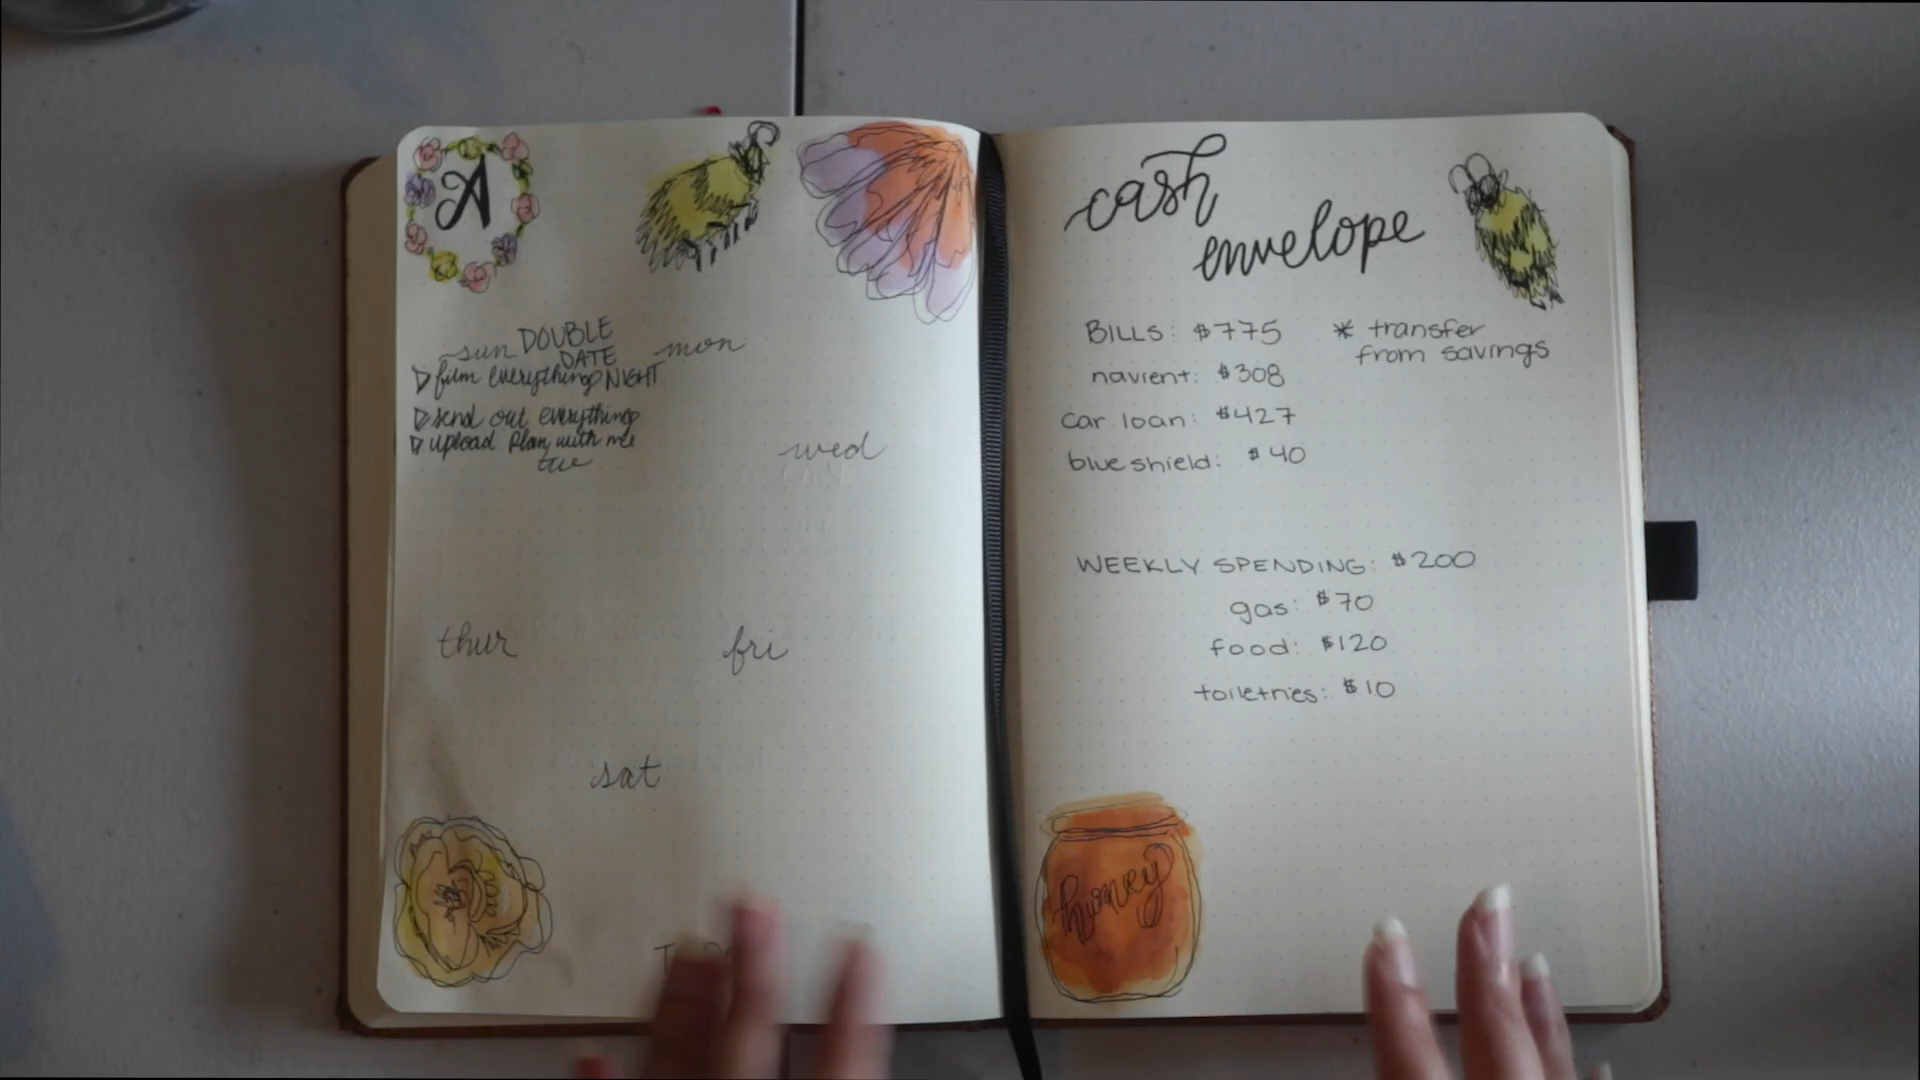 A
sun DOUBLE
DATE
NIGHT
▷ film everything
▷ send out everything
▷ upload Plan with me
mon
tue
wed
thur
fri
sat
cash
envelope
BILLS: $775
navient: $308
car loan: $427
blue shield: $40
* transfer
from savings
WEEKLY SPENDING: $200
gas: $70
food: $120
toiletries: $10
honey